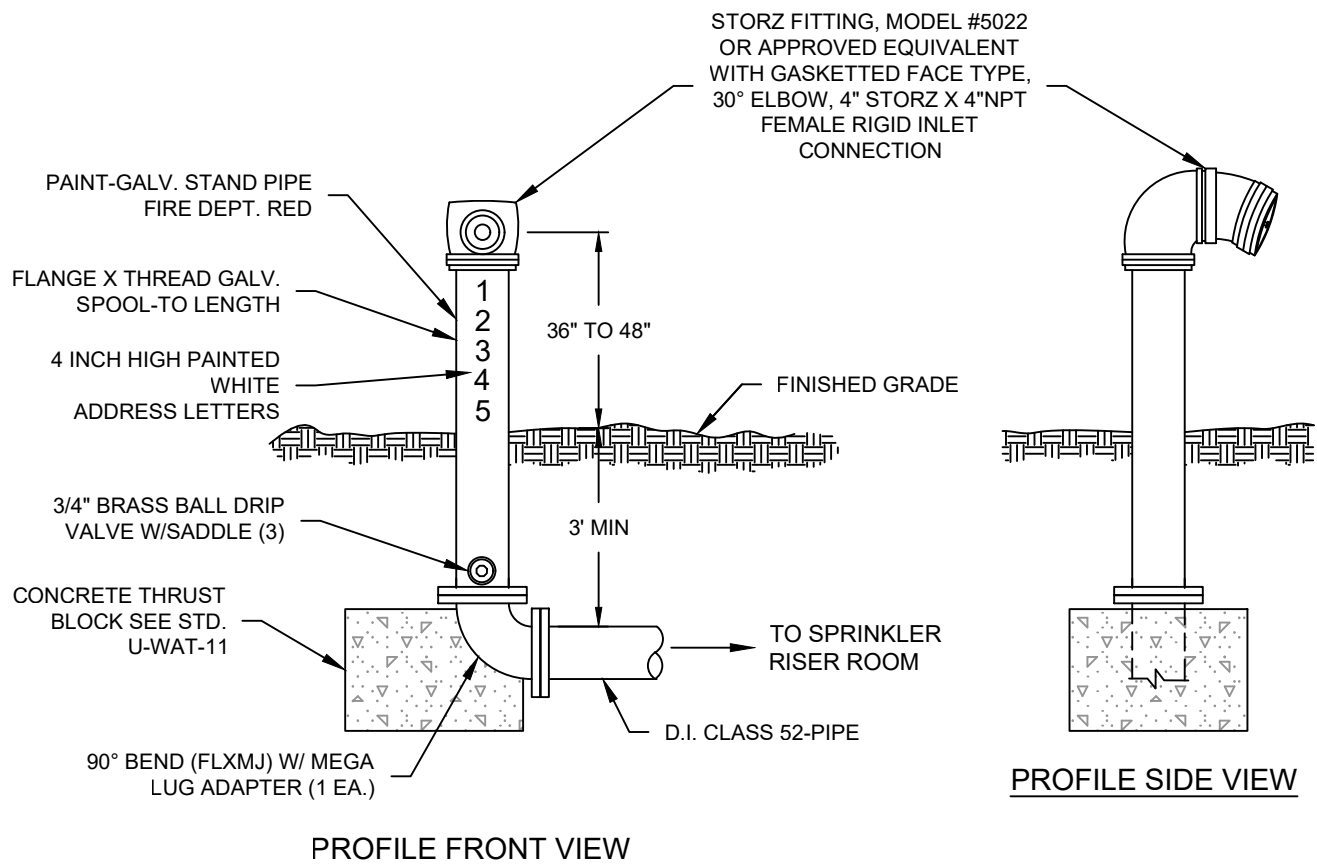 STORZ FITTING, MODEL #5022
OR APPROVED EQUIVALENT
WITH GASKETTED FACE TYPE,
30° ELBOW, 4" STORZ X 4"NPT
FEMALE RIGID INLET
CONNECTION
PAINT-GALV. STAND PIPE
FIRE DEPT. RED
FLANGE X THREAD GALV.
SPOOL-TO LENGTH
4 INCH HIGH PAINTED
WHITE
ADDRESS LETTERS
1
2
3
4
5
36" TO 48"
FINISHED GRADE
3/4" BRASS BALL DRIP
VALVE W/SADDLE (3)
3' MIN
CONCRETE THRUST
BLOCK SEE STD.
U-WAT-11
TO SPRINKLER
RISER ROOM
D.I. CLASS 52-PIPE
90° BEND (FLXMJ) W/ MEGA
LUG ADAPTER (1 EA.)
PROFILE SIDE VIEW
PROFILE FRONT VIEW